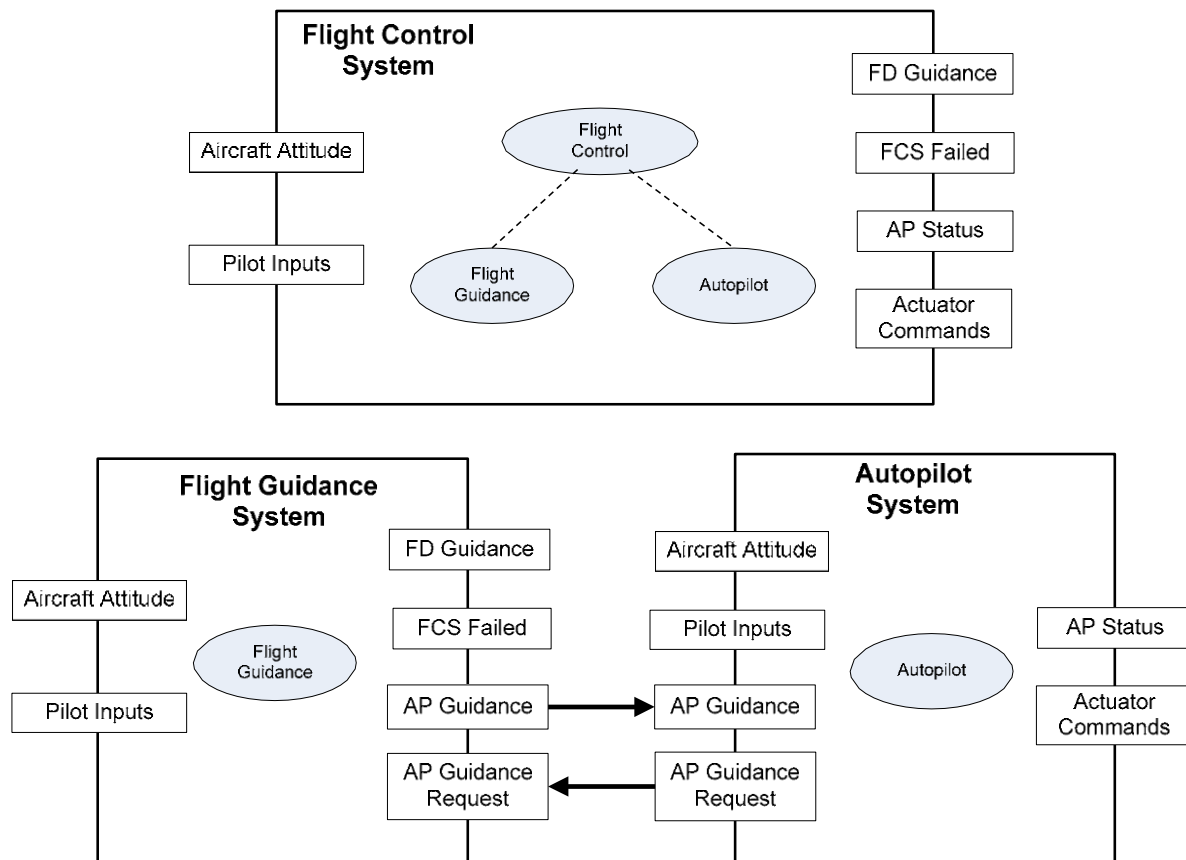 Flight Control
System
FD Guidance
Aircraft Attitude
Flight
Control
FCS Failed
AP Status
Pilot Inputs
Flight
Guidance
Autopilot
Actuator
Commands
Flight Guidance
System
FD Guidance
Aircraft Attitude
FCS Failed
Flight
Guidance
Pilot Inputs
AP Guidance
AP Guidance
Request
Autopilot
System
Aircraft Attitude
Pilot Inputs
AP Status
Autopilot
AP Guidance
Actuator
Commands
AP Guidance
Request